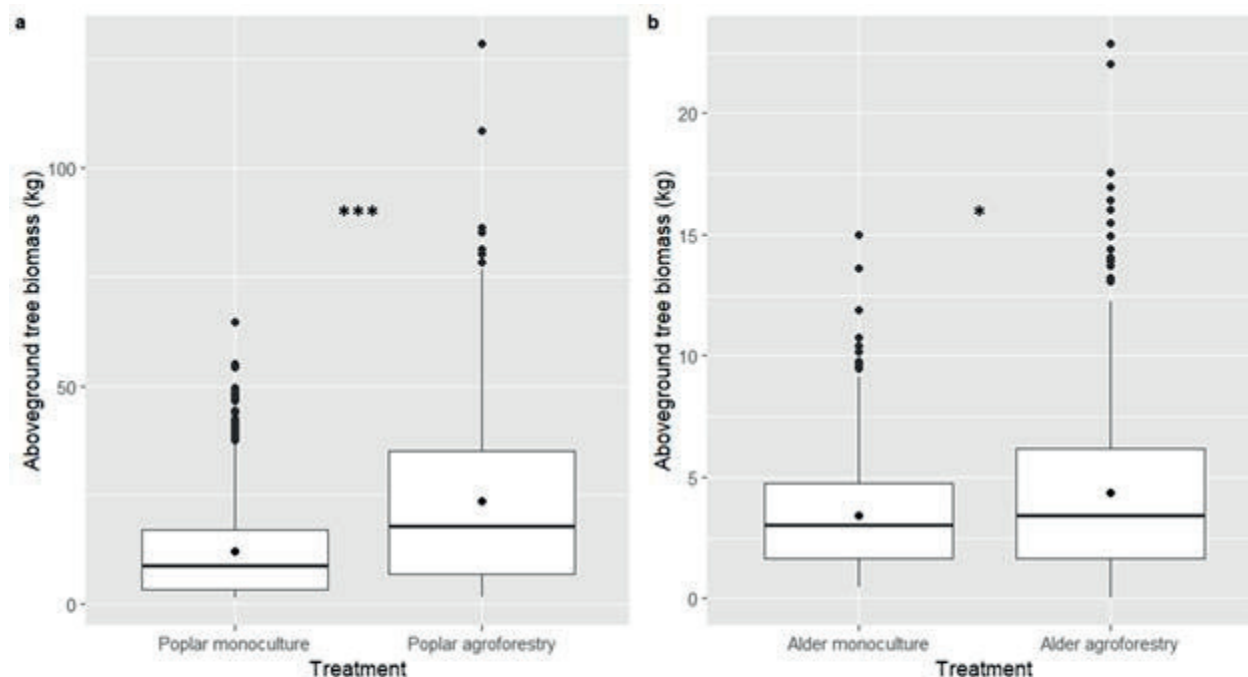 a
Aboveground tree biomass (kg)
100
50
0
***
Poplar monoculture
Poplar agroforestry
Treatment
b
Aboveground tree biomass (kg)
20
15
10
5
0
*
Alder monoculture
Alder agroforestry
Treatment